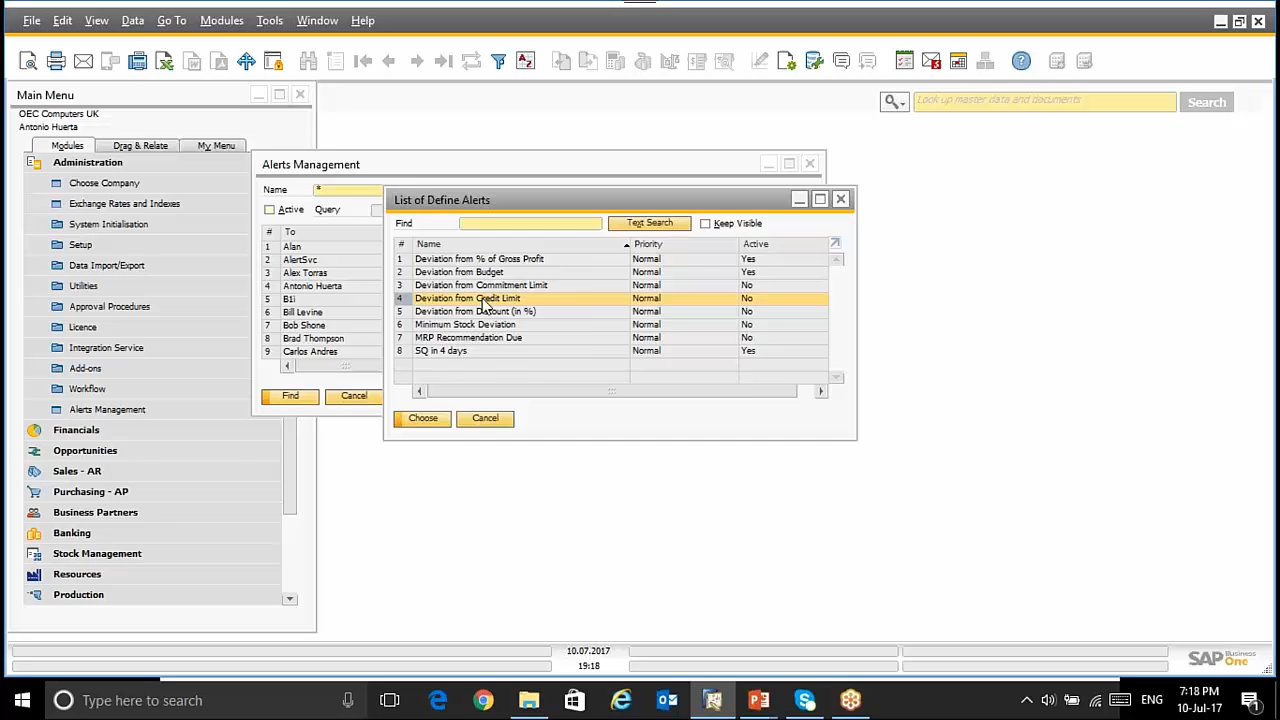 File Edit View Data Go To Modules Tools Window Help
Main Menu
OEC Computers UK
Antonio Huerta
Modules Drag & Relate My Menu
Administration
Choose Company
Exchange Rates and Indexes
System Initialisation
Setup
Data Import/Export
Utilities
Approval Procedures
Licence
Integration Service
Add-ons
Workflow
Alerts Management
Financials
Opportunities
Sales - AR
Purchasing - AP
Business Partners
Banking
Stock Management
Resources
Production
Look up master data and documents Search
Alerts Management
Name *
Active Query
# To
1 Alan
2 AlertSvc
3 Alex Torras
4 Antonio Huerta
5 B1i
6 Bill Levine
7 Bob Shone
8 Brad Thompson
9 Carlos Andres
Find Cancel
List of Define Alerts
Find Text Search Keep Visible
# Name Priority Active
1 Deviation from % of Gross Profit Normal Yes
2 Deviation from Budget Normal Yes
3 Deviation from Commitment Limit Normal No
4 Deviation from Credit Limit Normal No
5 Deviation from Discount (in %) Normal No
6 Minimum Stock Deviation Normal No
7 MRP Recommendation Due Normal No
8 SQ in 4 days Normal Yes
Choose Cancel
10.07.2017
19:18
SAP Business One
Type here to search
ENG
7:18 PM
10-Jul-17
1